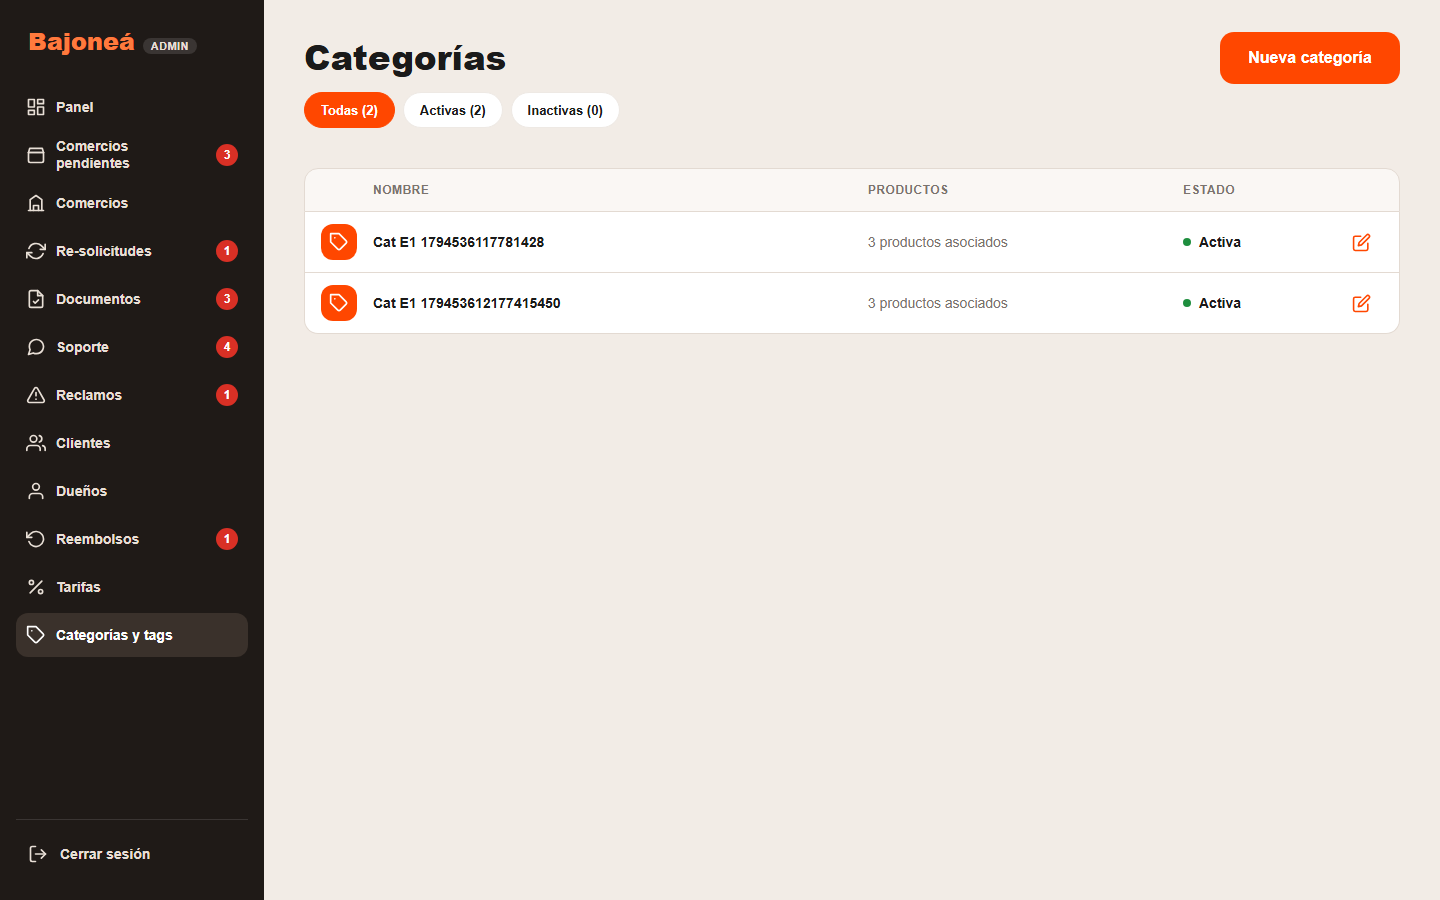 Bajoneá ADMIN
Panel
Comercios
pendientes 3
Comercios
Re-solicitudes 1
Documentos 3
Soporte 4
Reclamos 1
Clientes
Dueños
Reembolsos 1
Tarifas
Categorías y tags
Cerrar sesión
Categorías
Nueva categoría
Todas (2) Activas (2) Inactivas (0)
NOMBRE PRODUCTOS ESTADO
Cat E1 1794536117781428 3 productos asociados Activa
Cat E1 179453612177415450 3 productos asociados Activa